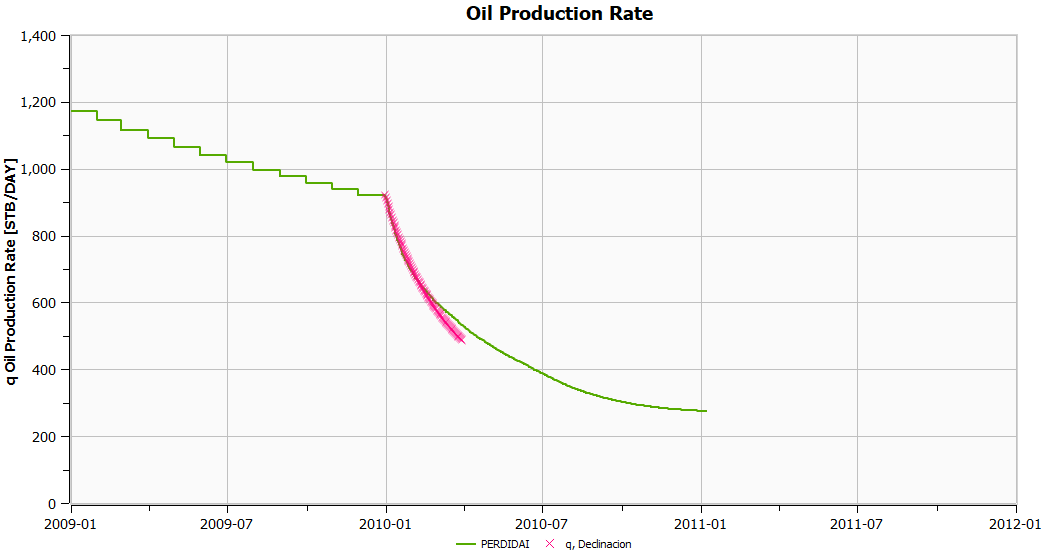 Oil Production Rate
q Oil Production Rate [STB/DAY]
1,400
1,200
1,000
800
600
400
200
0
2009-01 2009-07 2010-01 2010-07 2011-01 2011-07 2012-01
PERDIDAI q, Declinacion